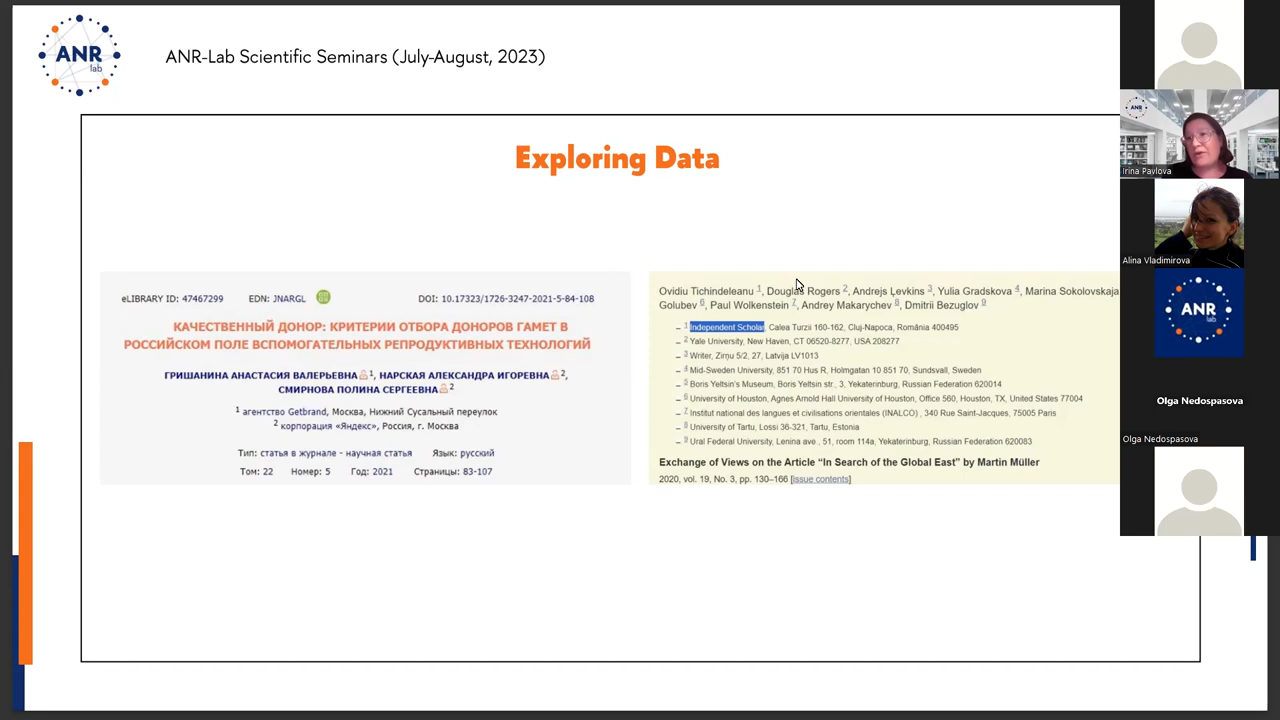 ANR
lab
ANR-Lab Scientific Seminars (July-August, 2023)
Exploring Data
eLIBRARY ID: 47467299 EDN: JNARGL DOI: 10.17323/1726-3247-2021-5-84-108
КАЧЕСТВЕННЫЙ ДОНОР: КРИТЕРИИ ОТБОРА ДОНОРОВ ГАМЕТ В
РОССИЙСКОМ ПОЛЕ ВСПОМОГАТЕЛЬНЫХ РЕПРОДУКТИВНЫХ ТЕХНОЛОГИЙ
ГРИШАНИНА АНАСТАСИЯ ВАЛЕРЬЕВНА 1, НАРСКАЯ АЛЕКСАНДРА ИГОРЕВНА 2,
СМИРНОВА ПОЛИНА СЕРГЕЕВНА 2
1 агентство Getbrand, Москва, Нижний Сусальный переулок
2 корпорация «Яндекс», Россия, г. Москва
Тип: статья в журнале - научная статья Язык: русский
Том: 22 Номер: 5 Год: 2021 Страницы: 83-107
Ovidiu Tichindeleanu 1, Douglas Rogers 2, Andrejs Ļevkins 3, Yulia Gradskova 4, Marina Sokolovskaja
Golubev 6, Paul Wolkenstein 7, Andrey Makarychev 8, Dmitrii Bezuglov 9
1 Independent Scholar, Calea Turzii 160-162, Cluj-Napoca, România 400495
2 Yale University, New Haven, CT 06520-8277, USA 208277
3 Writer, Zirņu 5/2, 27, Latvija LV1013
4 Mid-Sweden University, 851 70 Hus R, Holmgatan 10 851 70, Sundsvall, Sweden
5 Boris Yeltsin's Museum, Boris Yeltsin str., 3, Yekaterinburg, Russian Federation 620014
6 University of Houston, Agnes Arnold Hall University of Houston, Office 560, Houston, TX, United States 77004
7 Institut national des langues et civilisations orientales (INALCO) , 340 Rue Saint-Jacques, 75005 Paris
8 University of Tartu, Lossi 36-321, Tartu, Estonia
9 Ural Federal University, Lenina ave., 51, room 114a, Yekaterinburg, Russian Federation 620083
Exchange of Views on the Article “In Search of the Global East” by Martin Müller
2020, vol. 19, No. 3, pp. 130–166 [issue contents]
ANR
Irina Pavlova
Alina Vladimirova
ANR
lab
Olga Nedospasova
Olga Nedospasova